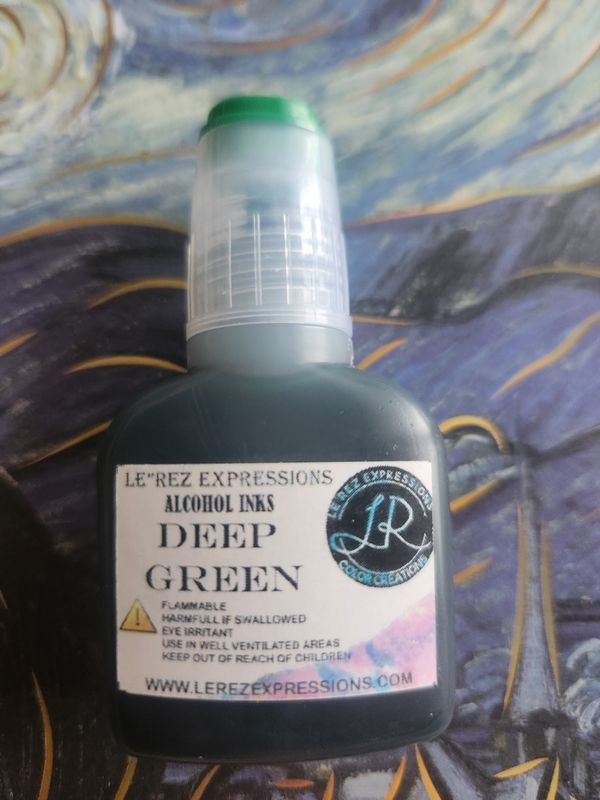 LE"REZ EXPRESSIONS
ALCOHOL INKS
DEEP
GREEN
FLAMMABLE
HARMFULL IF SWALLOWED
EYE IRRITANT
USE IN WELL VENTILATED AREAS
KEEP OUT OF REACH OF CHILDREN
WWW.LEREZEXPRESSIONS.COM
LE REZ EXPRESSIONS
LR
COLOR CREATIONS